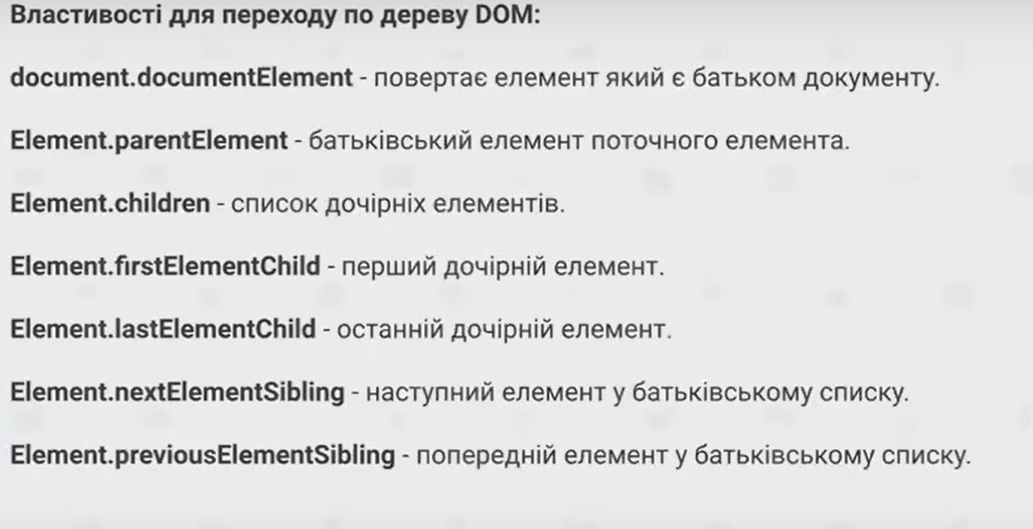 Властивості для переходу по дереву DOM:
document.documentElement - повертає елемент який є батьком документу.
Element.parentElement - батьківський елемент поточного елемента.
Element.children - список дочірніх елементів.
Element.firstElementChild - перший дочірній елемент.
Element.lastElementChild - останній дочірній елемент.
Element.nextElementSibling - наступний елемент у батьківському списку.
Element.previousElementSibling - попередній елемент у батьківському списку.